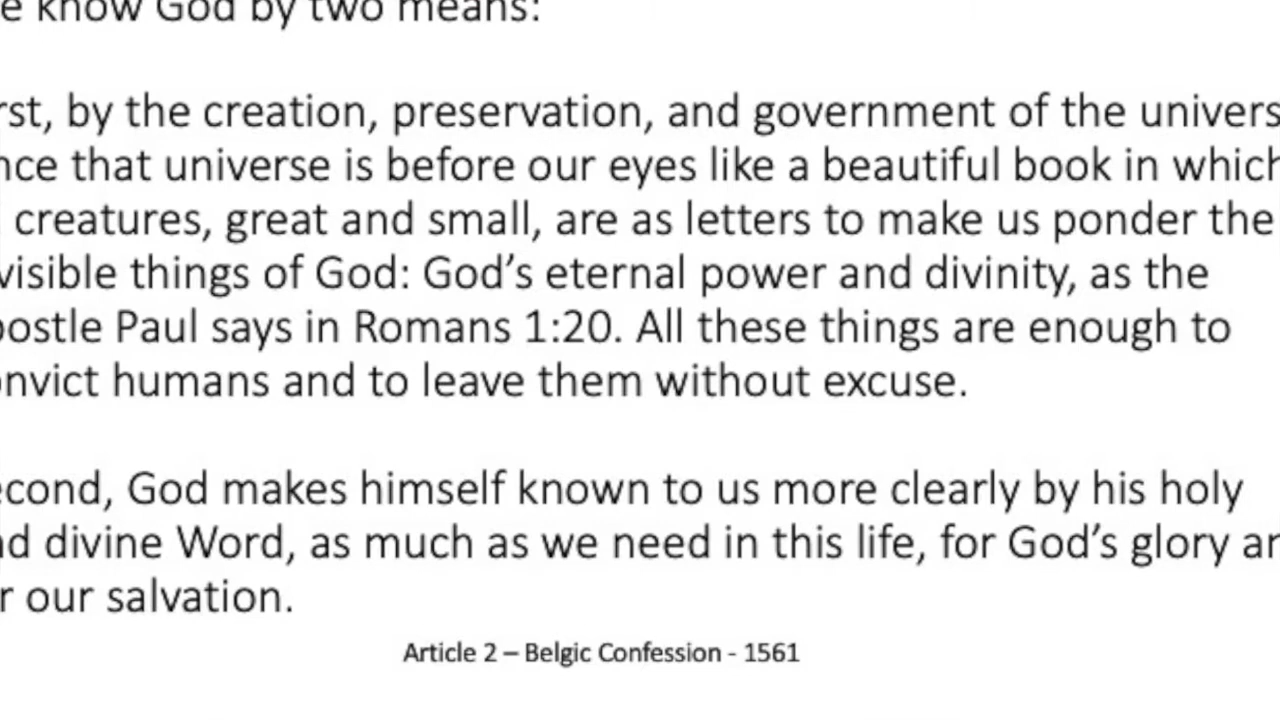 e know God by two means:
rst, by the creation, preservation, and government of the univers
nce that universe is before our eyes like a beautiful book in which
creatures, great and small, are as letters to make us ponder the
visible things of God: God's eternal power and divinity, as the
postle Paul says in Romans 1:20. All these things are enough to
onvict humans and to leave them without excuse.
econd, God makes himself known to us more clearly by his holy
nd divine Word, as much as we need in this life, for God's glory an
r our salvation.
Article 2 – Belgic Confession - 1561